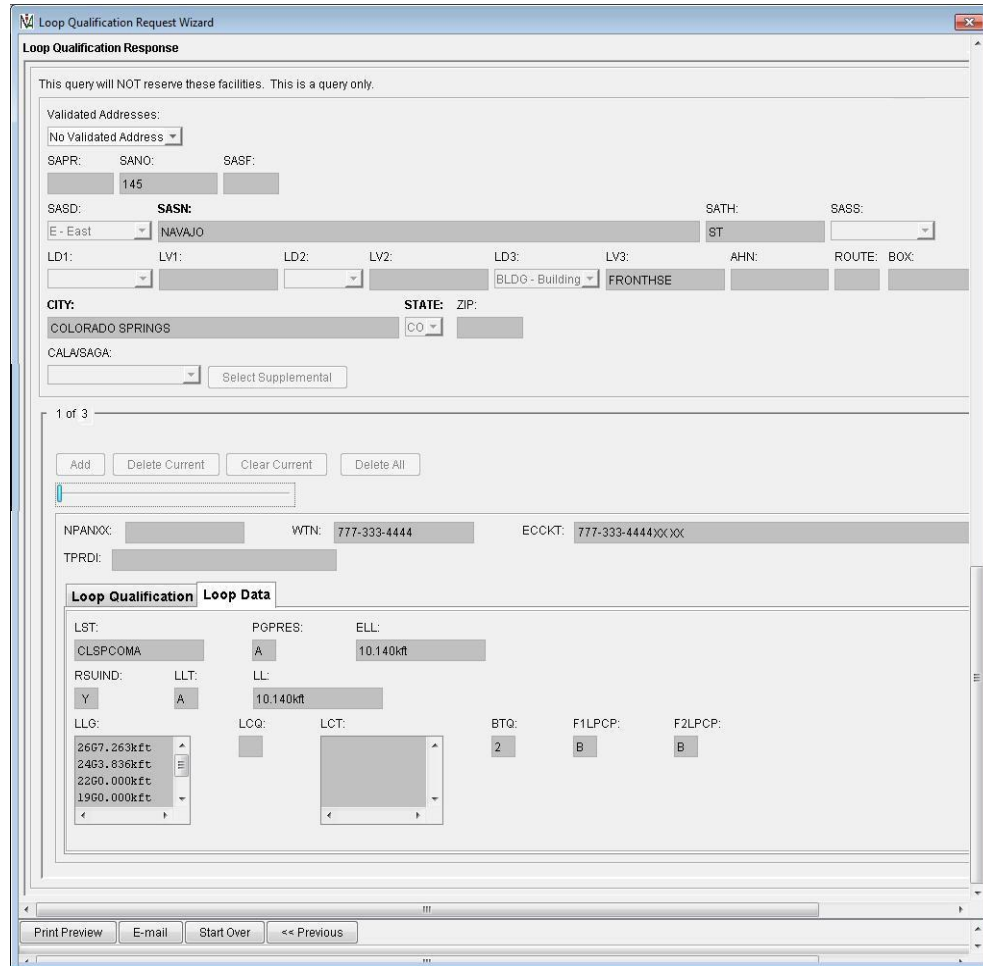 Loop Qualification Request Wizard
Loop Qualification Response
This query will NOT reserve these facilities. This is a query only.
Validated Addresses:
No Validated Address
SAPR: SANO: SASF:
145
SASD: SASN: SATH: SASS:
E - East NAVAJO ST
LD1: LV1: LD2: LV2: LD3: LV3: AHN: ROUTE: BOX:
BLDG - Building FRONTHSE
CITY: STATE: ZIP:
COLORADO SPRINGS CO
CALA/SAGA:
Select Supplemental
1 of 3
Add Delete Current Clear Current Delete All
NPANXX: WTN: 777-333-4444 ECCKT: 777-333-4444XX XX
TPRDI:
Loop Qualification Loop Data
LST: PGPRES: ELL:
CLSPCOMA A 10.140kft
RSUIND: LLT: LL:
Y A 10.140kft
LLG: LCQ: LCT: BTQ: F1LPCP: F2LPCP:
26G7.263kft 2 B B
24G3.836kft
22G0.000kft
19G0.000kft
Print Preview E-mail Start Over << Previous